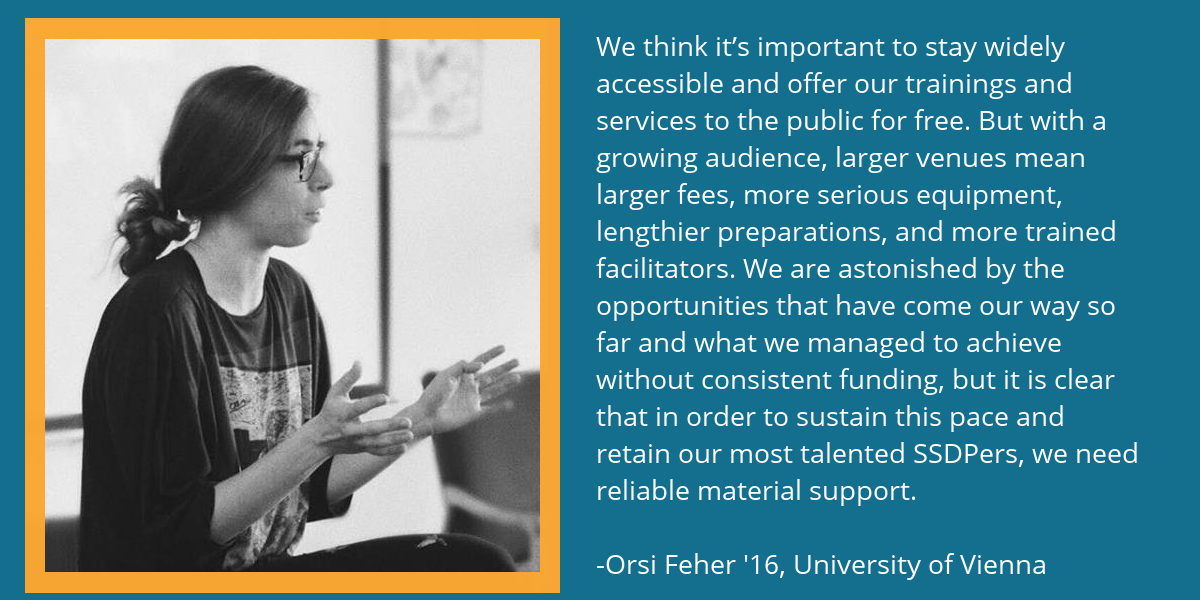 We think it’s important to stay widely
accessible and offer our trainings and
services to the public for free. But with a
growing audience, larger venues mean
larger fees, more serious equipment,
lengthier preparations, and more trained
facilitators. We are astonished by the
opportunities that have come our way so
far and what we managed to achieve
without consistent funding, but it is clear
that in order to sustain this pace and
retain our most talented SSDPers, we need
reliable material support.
-Orsi Feher '16, University of Vienna